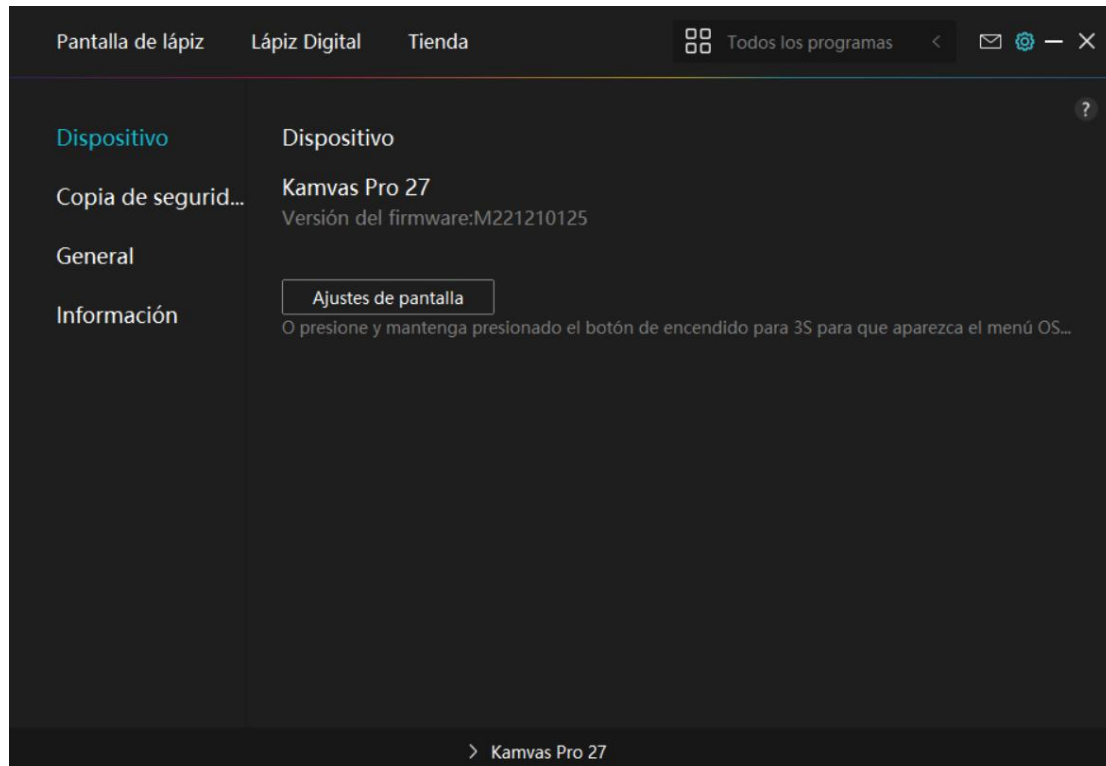 Pantalla de lápiz Lápiz Digital Tienda Todos los programas
?
Dispositivo
Copia de segurid...
General
Información
Dispositivo
Kamvas Pro 27
Versión del firmware:M221210125
Ajustes de pantalla
O presione y mantenga presionado el botón de encendido para 3S para que aparezca el menú OS...
Kamvas Pro 27